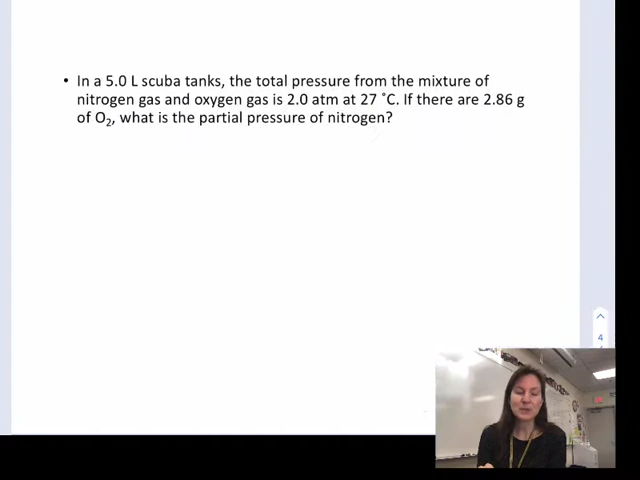 • In a 5.0 L scuba tanks, the total pressure from the mixture of
nitrogen gas and oxygen gas is 2.0 atm at 27 ˚C. If there are 2.86 g
of O₂, what is the partial pressure of nitrogen?
4